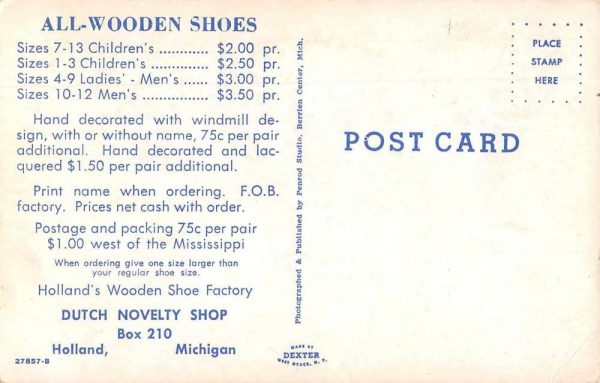 ALL-WOODEN SHOES
Sizes 7-13 Children's ............ $2.00 pr.
Sizes 1-3 Children's ............ $2.50 pr.
Sizes 4-9 Ladies' - Men's ...... $3.00 pr.
Sizes 10-12 Men's ................ $3.50 pr.
Hand decorated with windmill de-
sign, with or without name, 75c per pair
additional. Hand decorated and lac-
quered $1.50 per pair additional.
Print name when ordering. F.O.B.
factory. Prices net cash with order.
Postage and packing 75c per pair
$1.00 west of the Mississippi
When ordering give one size larger than
your regular shoe size.
Holland's Wooden Shoe Factory
DUTCH NOVELTY SHOP
Box 210
Holland, Michigan
27857-B
Photographed & Published by Penrod Studio, Berrien Center, Mich.
MADE BY
DEXTER
WEST NYACK, N. Y.
POST CARD
PLACE
STAMP
HERE